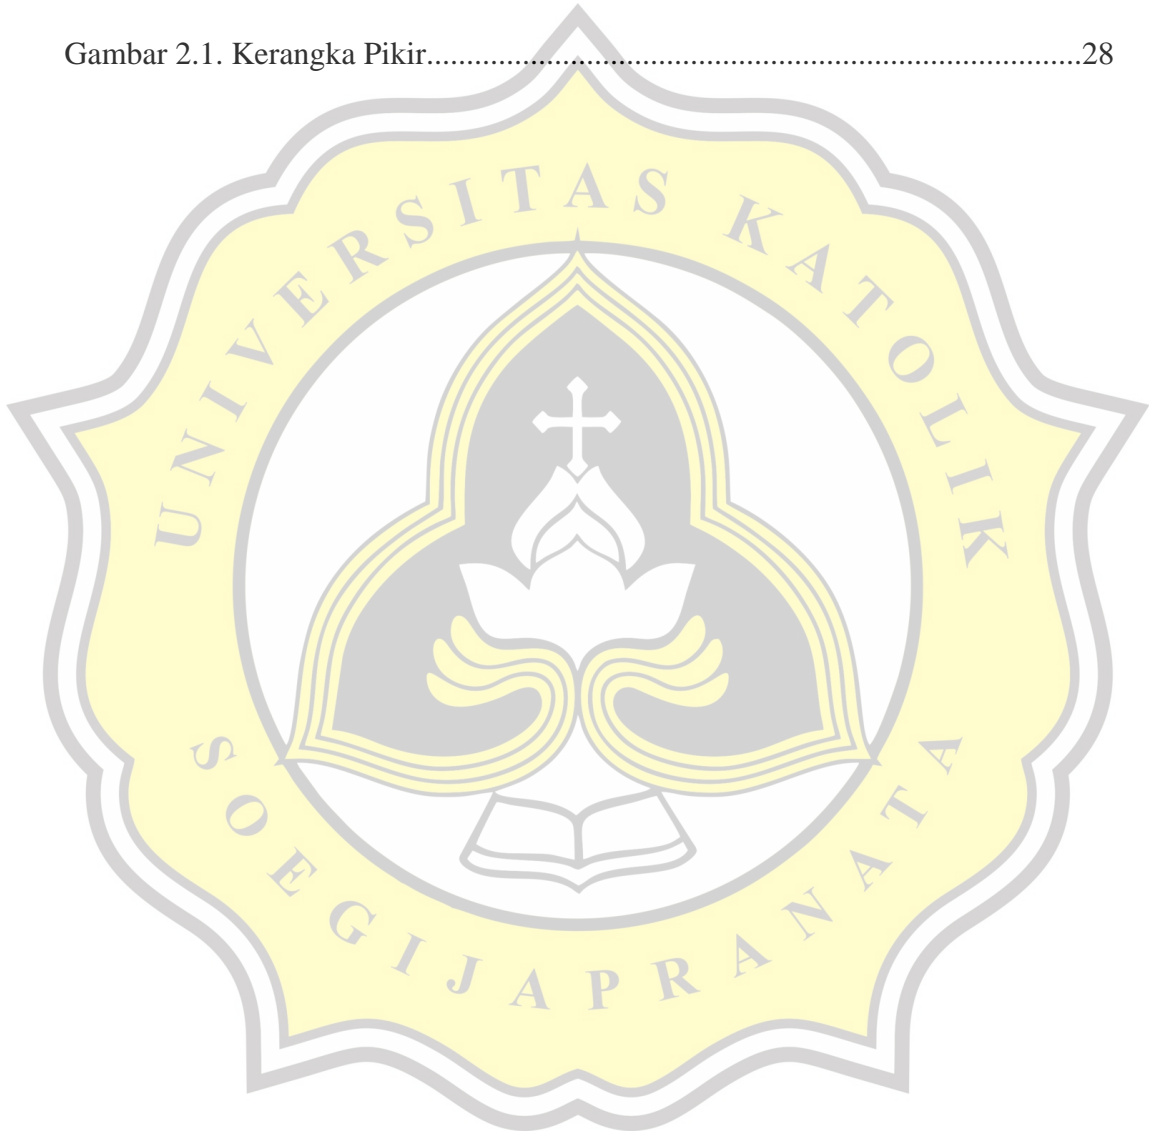 Gambar 2.1. Kerangka Pikir..................................................................................28
UNIVERSITAS KATOLIK
SOEGIJAPRANATA